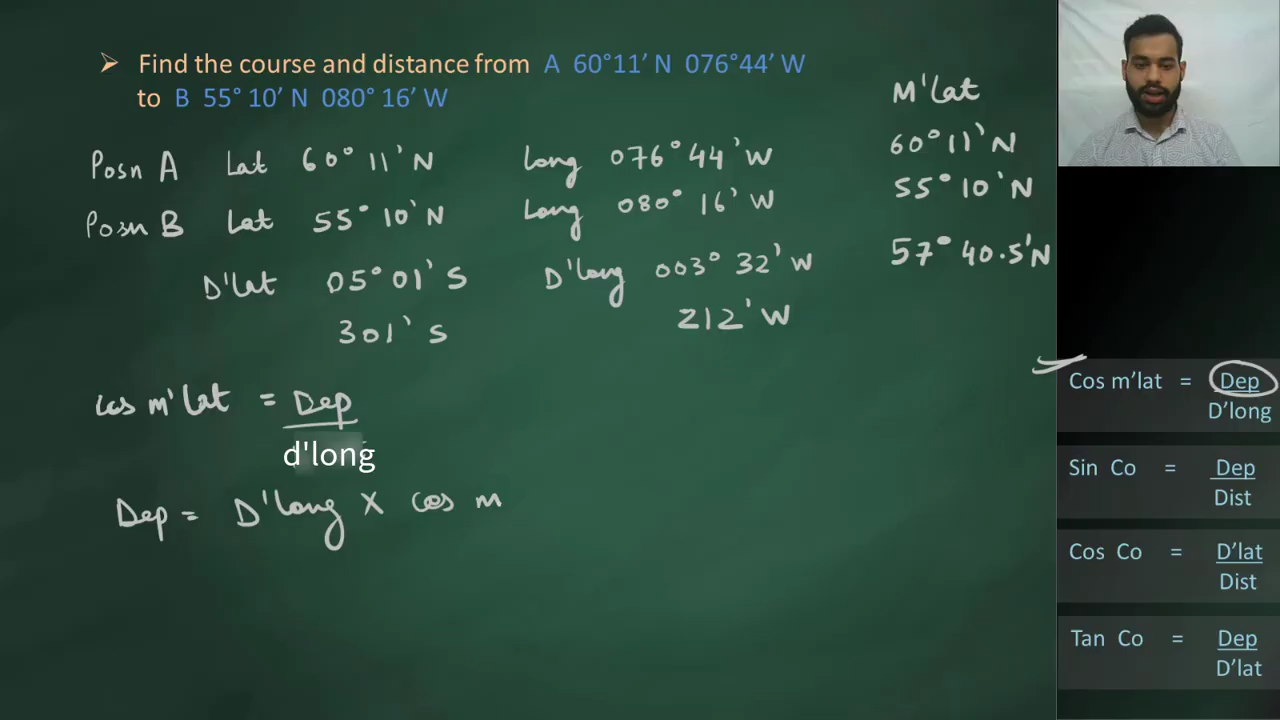 ➢ Find the course and distance from A 60°11’ N 076°44’ W
to B 55° 10’ N 080° 16’ W
Posn A Lat 60° 11' N Long 076° 44' W
Posn B Lat 55° 10' N Long 080° 16' W
D'lat 05° 01' S D'long 003° 32' W
301' S 212' W
M'lat
60° 11' N
55° 10' N
57° 40.5' N
cos m'lat = Dep
d'long
Dep = D'long x cos m
Cos m’lat = Dep
D’long
Sin Co = Dep
Dist
Cos Co = D’lat
Dist
Tan Co = Dep
D’lat